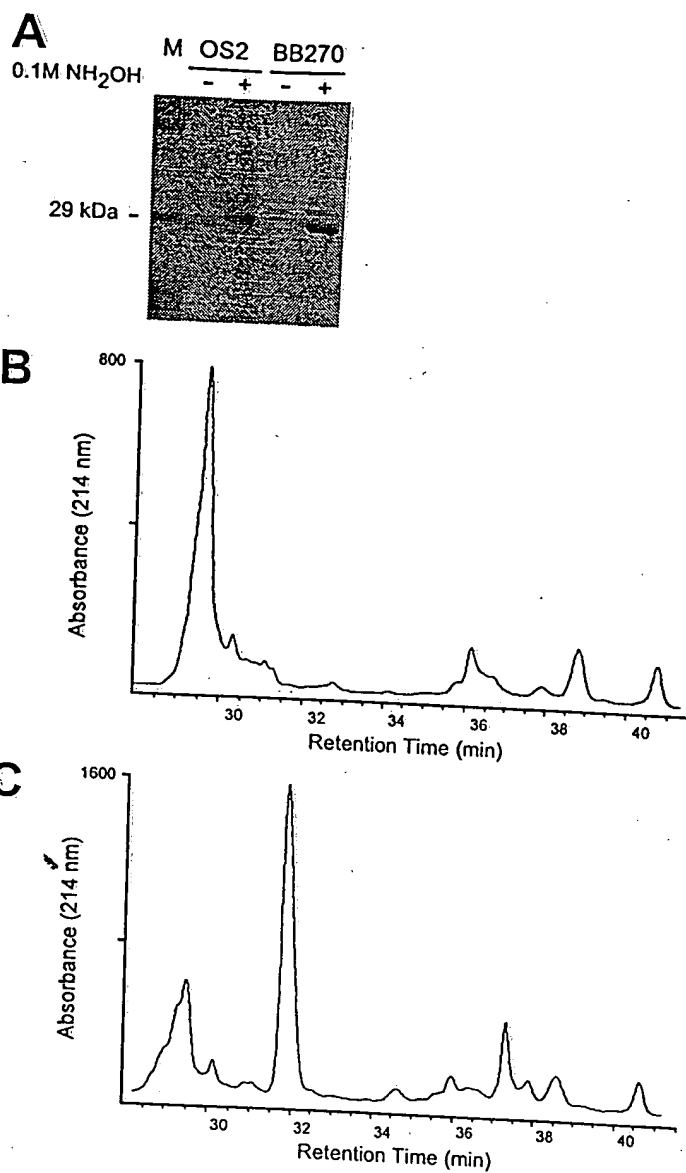 A
M OS2 BB270
0.1M NH2OH - + - +
29 kDa -
B
800
Absorbance (214 nm)
30 32 34 36 38 40
Retention Time (min)
C
1600
Absorbance (214 nm)
30 32 34 36 38 40
Retention Time (min)